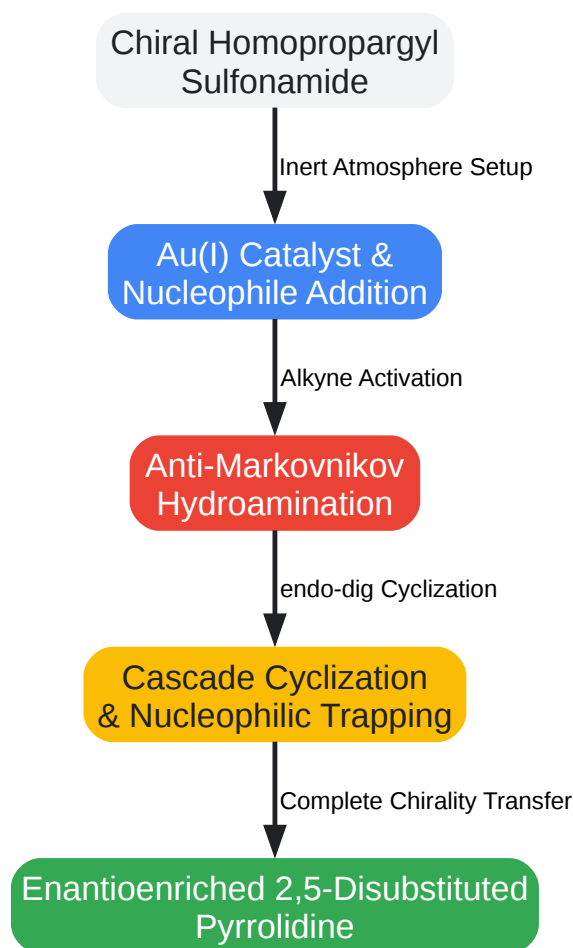 Chiral Homopropargyl
Sulfonamide
Inert Atmosphere Setup
Au(I) Catalyst &
Nucleophile Addition
Alkyne Activation
Anti-Markovnikov
Hydroamination
endo-dig Cyclization
Cascade Cyclization
& Nucleophilic Trapping
Complete Chirality Transfer
Enantioenriched 2,5-Disubstituted
Pyrrolidine